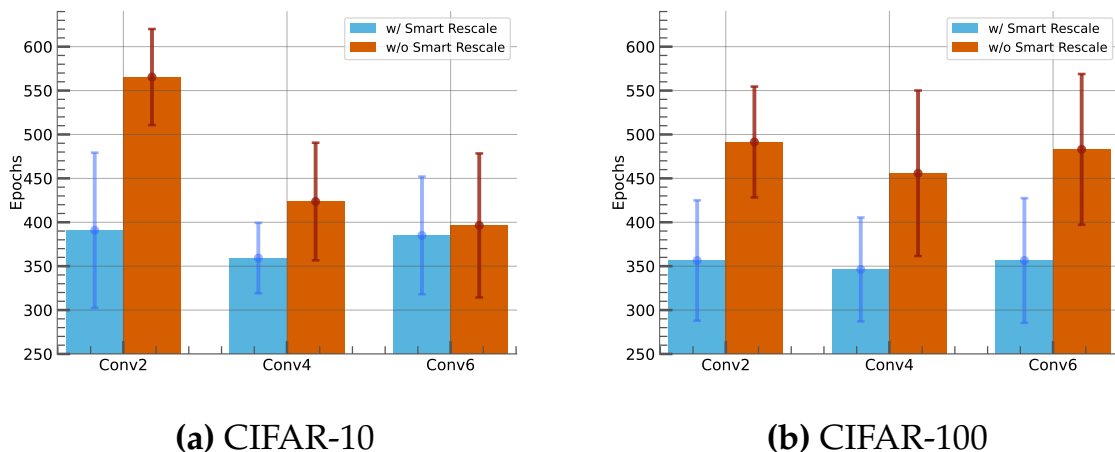 w/ Smart Rescale
w/o Smart Rescale
Epochs
600
550
500
450
400
350
300
250
Conv2
Conv4
Conv6
(a) CIFAR-10
w/ Smart Rescale
w/o Smart Rescale
Epochs
600
550
500
450
400
350
300
250
Conv2
Conv4
Conv6
(b) CIFAR-100